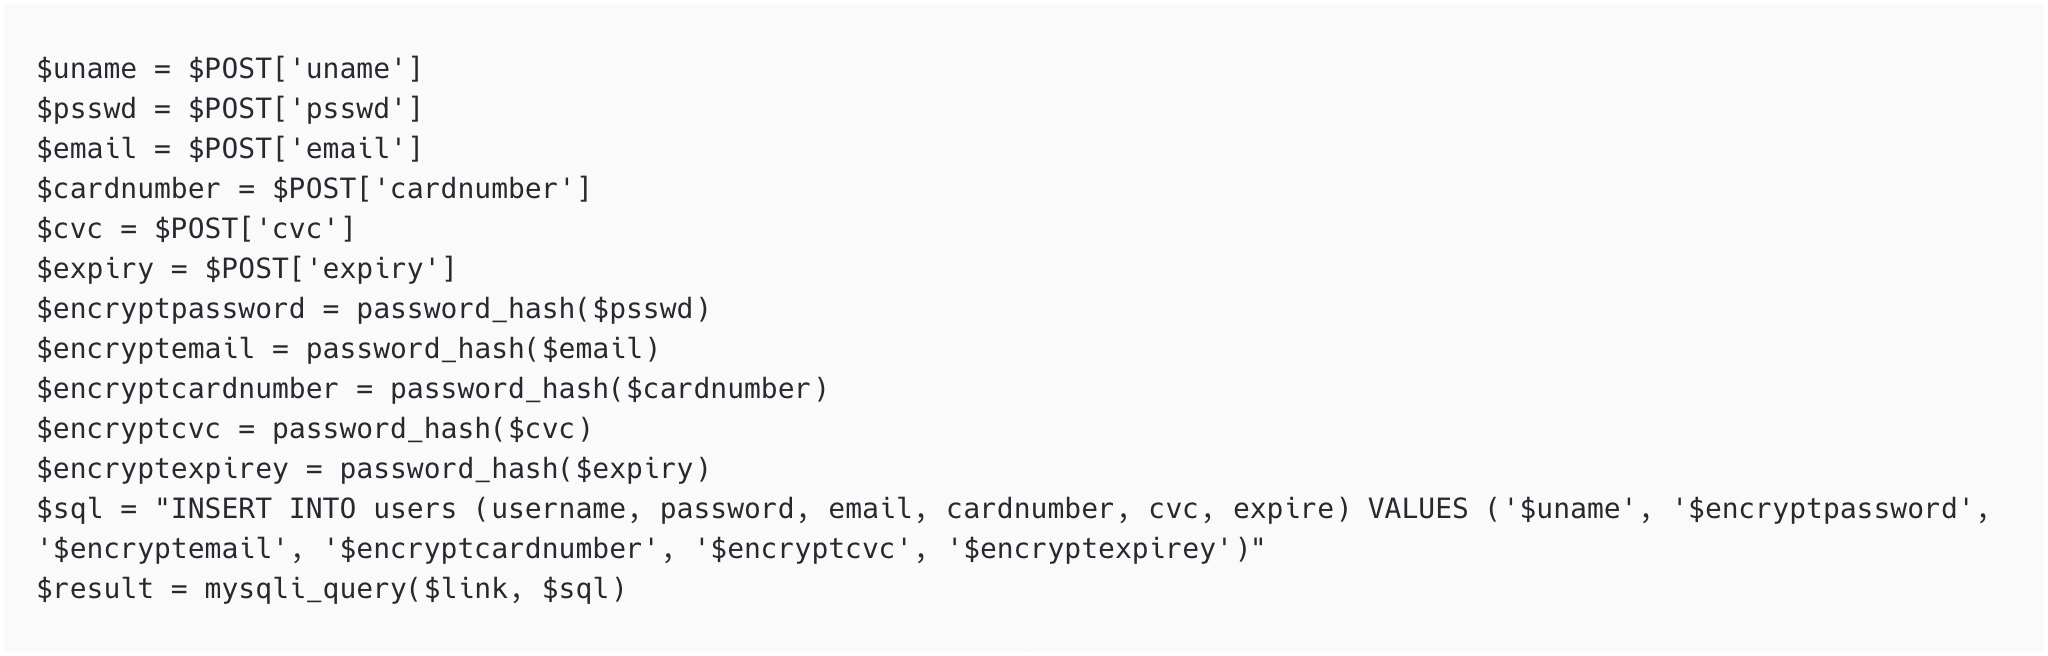 $uname = $POST['uname']
$psswd = $POST['psswd']
$email = $POST['email']
$cardnumber = $POST['cardnumber']
$cvc = $POST['cvc']
$expiry = $POST['expiry']
$encryptpassword = password_hash($psswd)
$encryptemail = password_hash($email)
$encryptcardnumber = password_hash($cardnumber)
$encryptcvc = password_hash($cvc)
$encryptexpirey = password_hash($expiry)
$sql = "INSERT INTO users (username, password, email, cardnumber, cvc, expire) VALUES ('$uname', '$encryptpassword',
'$encryptemail', '$encryptcardnumber', '$encryptcvc', '$encryptexpirey')"
$result = mysqli_query($link, $sql)